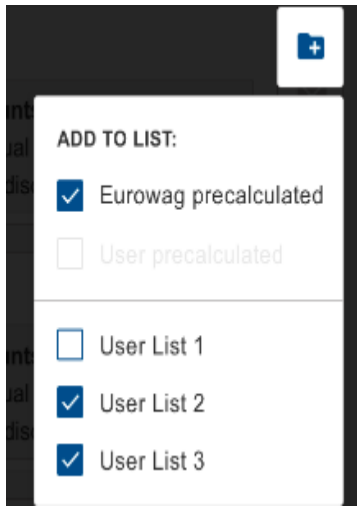 ADD TO LIST:
Eurowag precalculated
User precalculated
User List 1
User List 2
User List 3